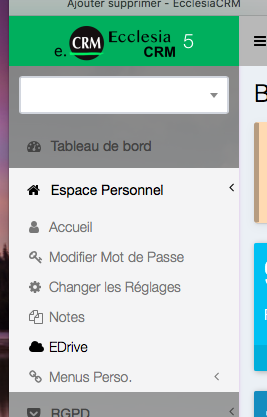 Ajouter supprimer - EcclesiaCRM
e. CRM Ecclesia CRM 5
Tableau de bord
Espace Personnel
Accueil
Modifier Mot de Passe
Changer les Réglages
Notes
EDrive
Menus Perso.
RGPD
B